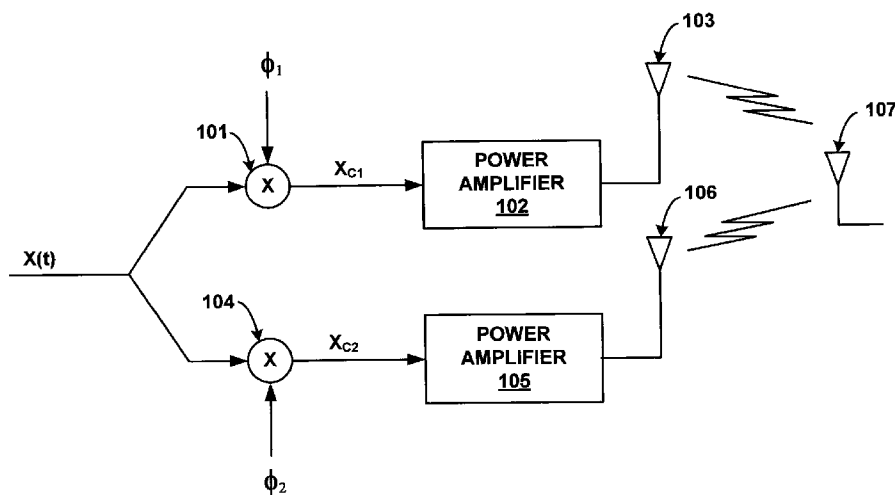 103
ϕ1
107
101
XC1
POWER
AMPLIFIER
102
X
106
X(t)
104
XC2
POWER
AMPLIFIER
105
X
ϕ2